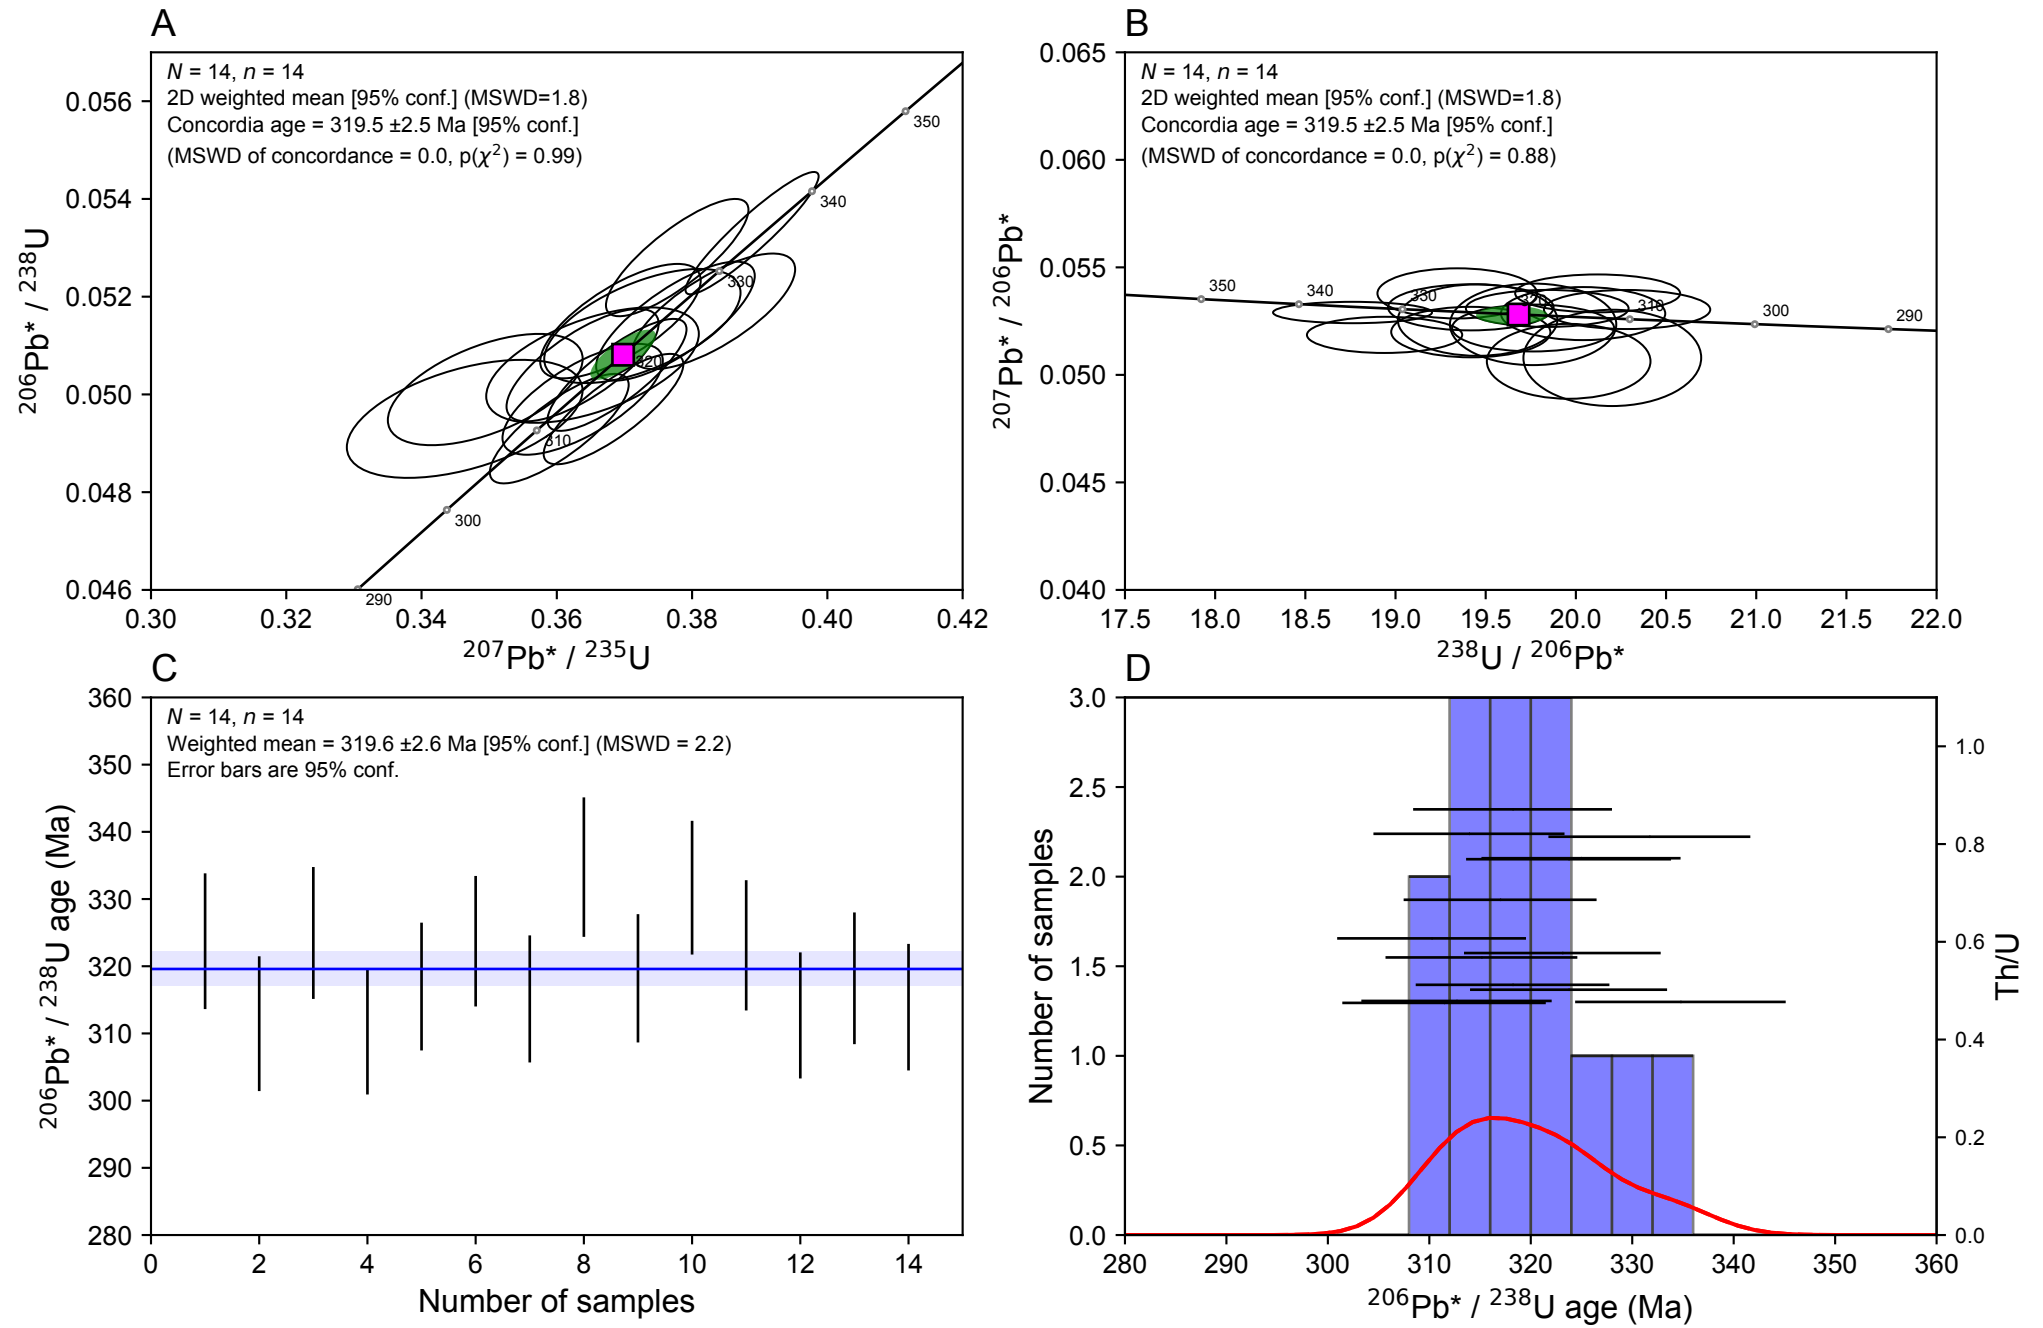 A
N = 14, n = 14
2D weighted mean [95% conf.] (MSWD=1.8)
Concordia age = 319.5 ±2.5 Ma [95% conf.]
(MSWD of concordance = 0.0, p(χ²) = 0.99)
0.056
0.054
0.052
0.050
0.048
0.046
²⁰⁶Pb* / ²³⁸U
350
340
330
320
310
300
290
0.30 0.32 0.34 0.36 0.38 0.40 0.42
²⁰⁷Pb* / ²³⁵U
B
N = 14, n = 14
2D weighted mean [95% conf.] (MSWD=1.8)
Concordia age = 319.5 ±2.5 Ma [95% conf.]
(MSWD of concordance = 0.0, p(χ²) = 0.88)
0.065
0.060
0.055
0.050
0.045
0.040
²⁰⁷Pb* / ²⁰⁶Pb*
350 340 330 320 310 300 290
17.5 18.0 18.5 19.0 19.5 20.0 20.5 21.0 21.5 22.0
²³⁸U / ²⁰⁶Pb*
C
N = 14, n = 14
Weighted mean = 319.6 ±2.6 Ma [95% conf.] (MSWD = 2.2)
Error bars are 95% conf.
360
350
340
330
320
310
300
290
280
²⁰⁶Pb* / ²³⁸U age (Ma)
0 2 4 6 8 10 12 14
Number of samples
D
3.0
2.5
2.0
1.5
1.0
0.5
0.0
Number of samples
1.0
0.8
0.6
0.4
0.2
0.0
Th/U
280 290 300 310 320 330 340 350 360
²⁰⁶Pb* / ²³⁸U age (Ma)